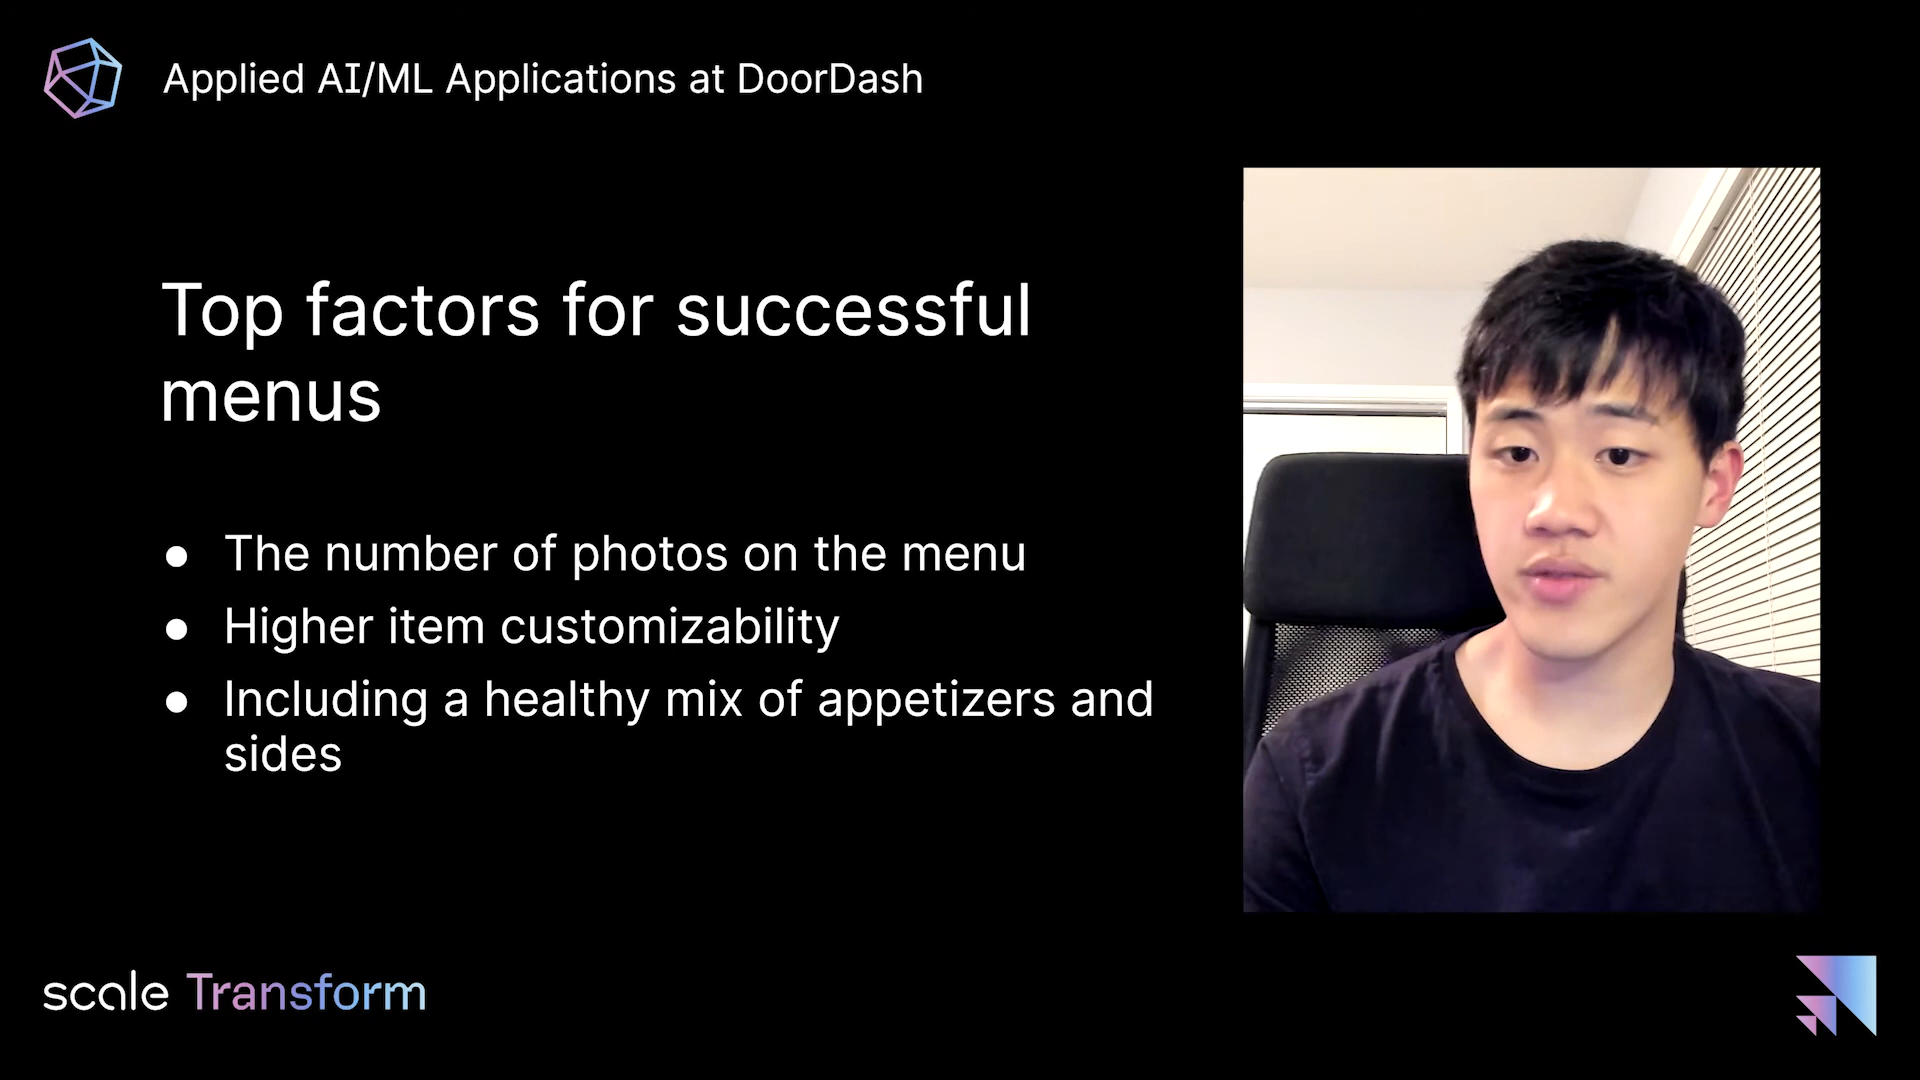 Applied AI/ML Applications at DoorDash
Top factors for successful
menus
● The number of photos on the menu
● Higher item customizability
● Including a healthy mix of appetizers and
sides
scale Transform